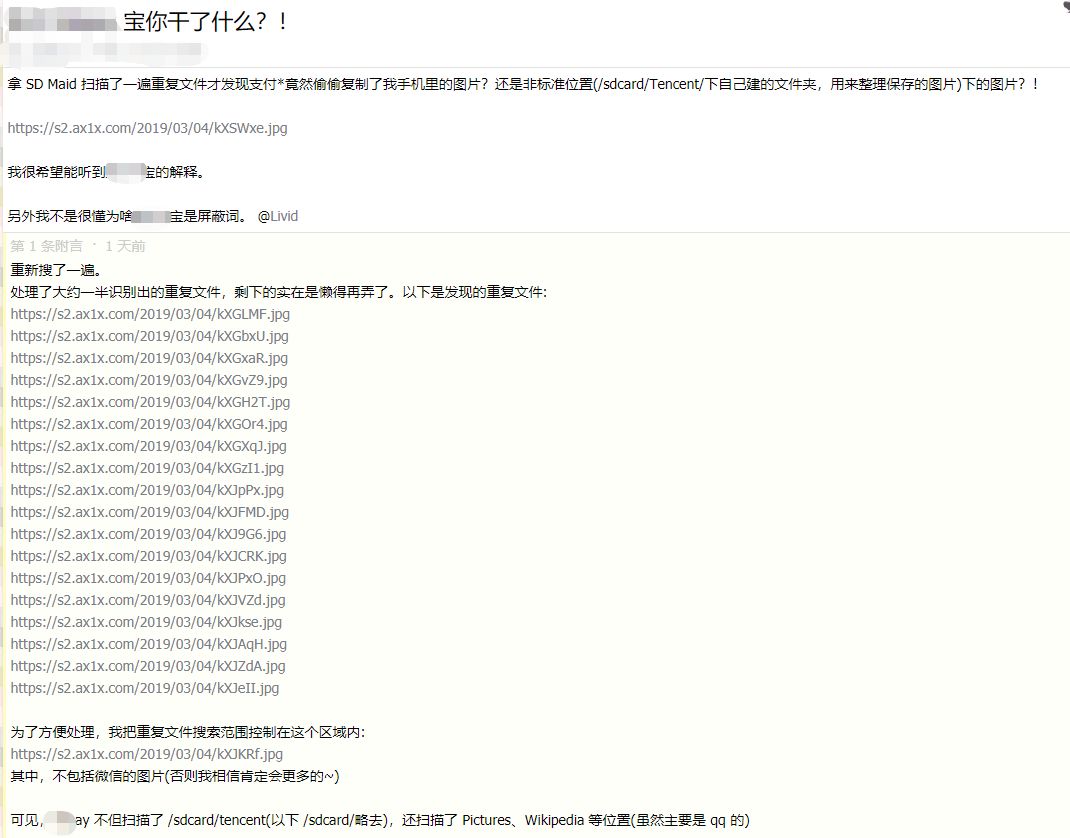 宝你干了什么？！
拿 SD Maid 扫描了一遍重复文件才发现支付*竟然偷偷复制了我手机里的图片？还是非标准位置(/sdcard/Tencent/下自己建的文件夹，用来整理保存的图片)下的图片？！
https://s2.ax1x.com/2019/03/04/kXSWxe.jpg
我很希望能听到 宝的解释。
另外我不是很懂为啥 宝是屏蔽词。 @Livid
第 1 条附言 · 1 天前
重新搜了一遍。
处理了大约一半识别出的重复文件，剩下的实在是懒得再弄了。以下是发现的重复文件：
https://s2.ax1x.com/2019/03/04/kXGLMF.jpg
https://s2.ax1x.com/2019/03/04/kXGbxU.jpg
https://s2.ax1x.com/2019/03/04/kXGxaR.jpg
https://s2.ax1x.com/2019/03/04/kXGvZ9.jpg
https://s2.ax1x.com/2019/03/04/kXGH2T.jpg
https://s2.ax1x.com/2019/03/04/kXGOr4.jpg
https://s2.ax1x.com/2019/03/04/kXGXqJ.jpg
https://s2.ax1x.com/2019/03/04/kXGzI1.jpg
https://s2.ax1x.com/2019/03/04/kXJpPx.jpg
https://s2.ax1x.com/2019/03/04/kXJFMD.jpg
https://s2.ax1x.com/2019/03/04/kXJ9G6.jpg
https://s2.ax1x.com/2019/03/04/kXJCRK.jpg
https://s2.ax1x.com/2019/03/04/kXJPxO.jpg
https://s2.ax1x.com/2019/03/04/kXJVZd.jpg
https://s2.ax1x.com/2019/03/04/kXJkse.jpg
https://s2.ax1x.com/2019/03/04/kXJAqH.jpg
https://s2.ax1x.com/2019/03/04/kXJZdA.jpg
https://s2.ax1x.com/2019/03/04/kXJeII.jpg
为了方便处理，我把重复文件搜索范围控制在这个区域内：
https://s2.ax1x.com/2019/03/04/kXJKRf.jpg
其中，不包括微信的图片(否则我相信肯定会更多的~)
可见， ay 不但扫描了 /sdcard/tencent(以下 /sdcard/略去)，还扫描了 Pictures、Wikipedia 等位置(虽然主要是 qq 的)